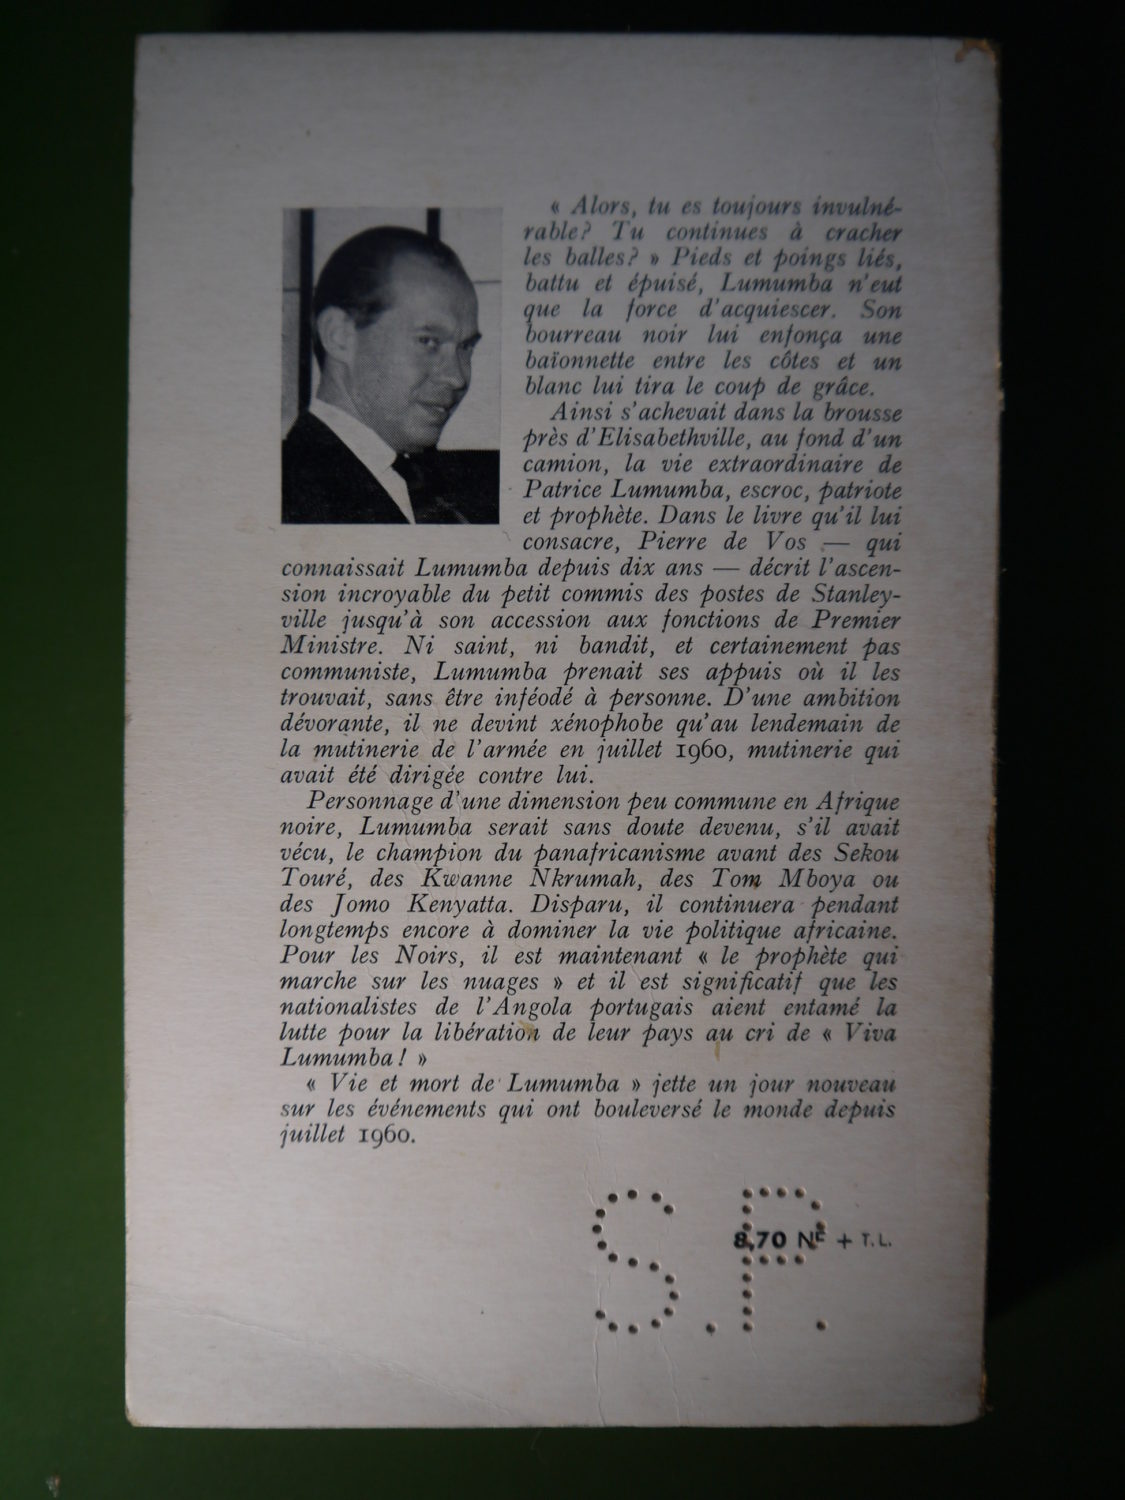 « Alors, tu es toujours invulné-
rable? Tu continues à cracher
les balles? » Pieds et poings liés,
battu et épuisé, Lumumba n'eut
que la force d'acquiescer. Son
bourreau noir lui enfonça une
baïonnette entre les côtes et un
blanc lui tira le coup de grâce.
Ainsi s'achevait dans la brousse
près d'Elisabethville, au fond d'un
camion, la vie extraordinaire de
Patrice Lumumba, escroc, patriote
et prophète. Dans le livre qu'il lui
consacre, Pierre de Vos — qui
connaissait Lumumba depuis dix ans — décrit l'ascen-
sion incroyable du petit commis des postes de Stanley-
ville jusqu'à son accession aux fonctions de Premier
Ministre. Ni saint, ni bandit, et certainement pas
communiste, Lumumba prenait ses appuis où il les
trouvait, sans être inféodé à personne. D'une ambition
dévorante, il ne devint xénophobe qu'au lendemain de
la mutinerie de l'armée en juillet 1960, mutinerie qui
avait été dirigée contre lui.
Personnage d'une dimension peu commune en Afrique
noire, Lumumba serait sans doute devenu, s'il avait
vécu, le champion du panafricanisme avant des Sekou
Touré, des Kwanne Nkrumah, des Tom Mboya ou
des Jomo Kenyatta. Disparu, il continuera pendant
longtemps encore à dominer la vie politique africaine.
Pour les Noirs, il est maintenant « le prophète qui
marche sur les nuages » et il est significatif que les
nationalistes de l'Angola portugais aient entamé la
lutte pour la libération de leur pays au cri de « Viva
Lumumba! »
« Vie et mort de Lumumba » jette un jour nouveau
sur les événements qui ont bouleversé le monde depuis
juillet 1960.
S.P.
8,70 NF + T.L.